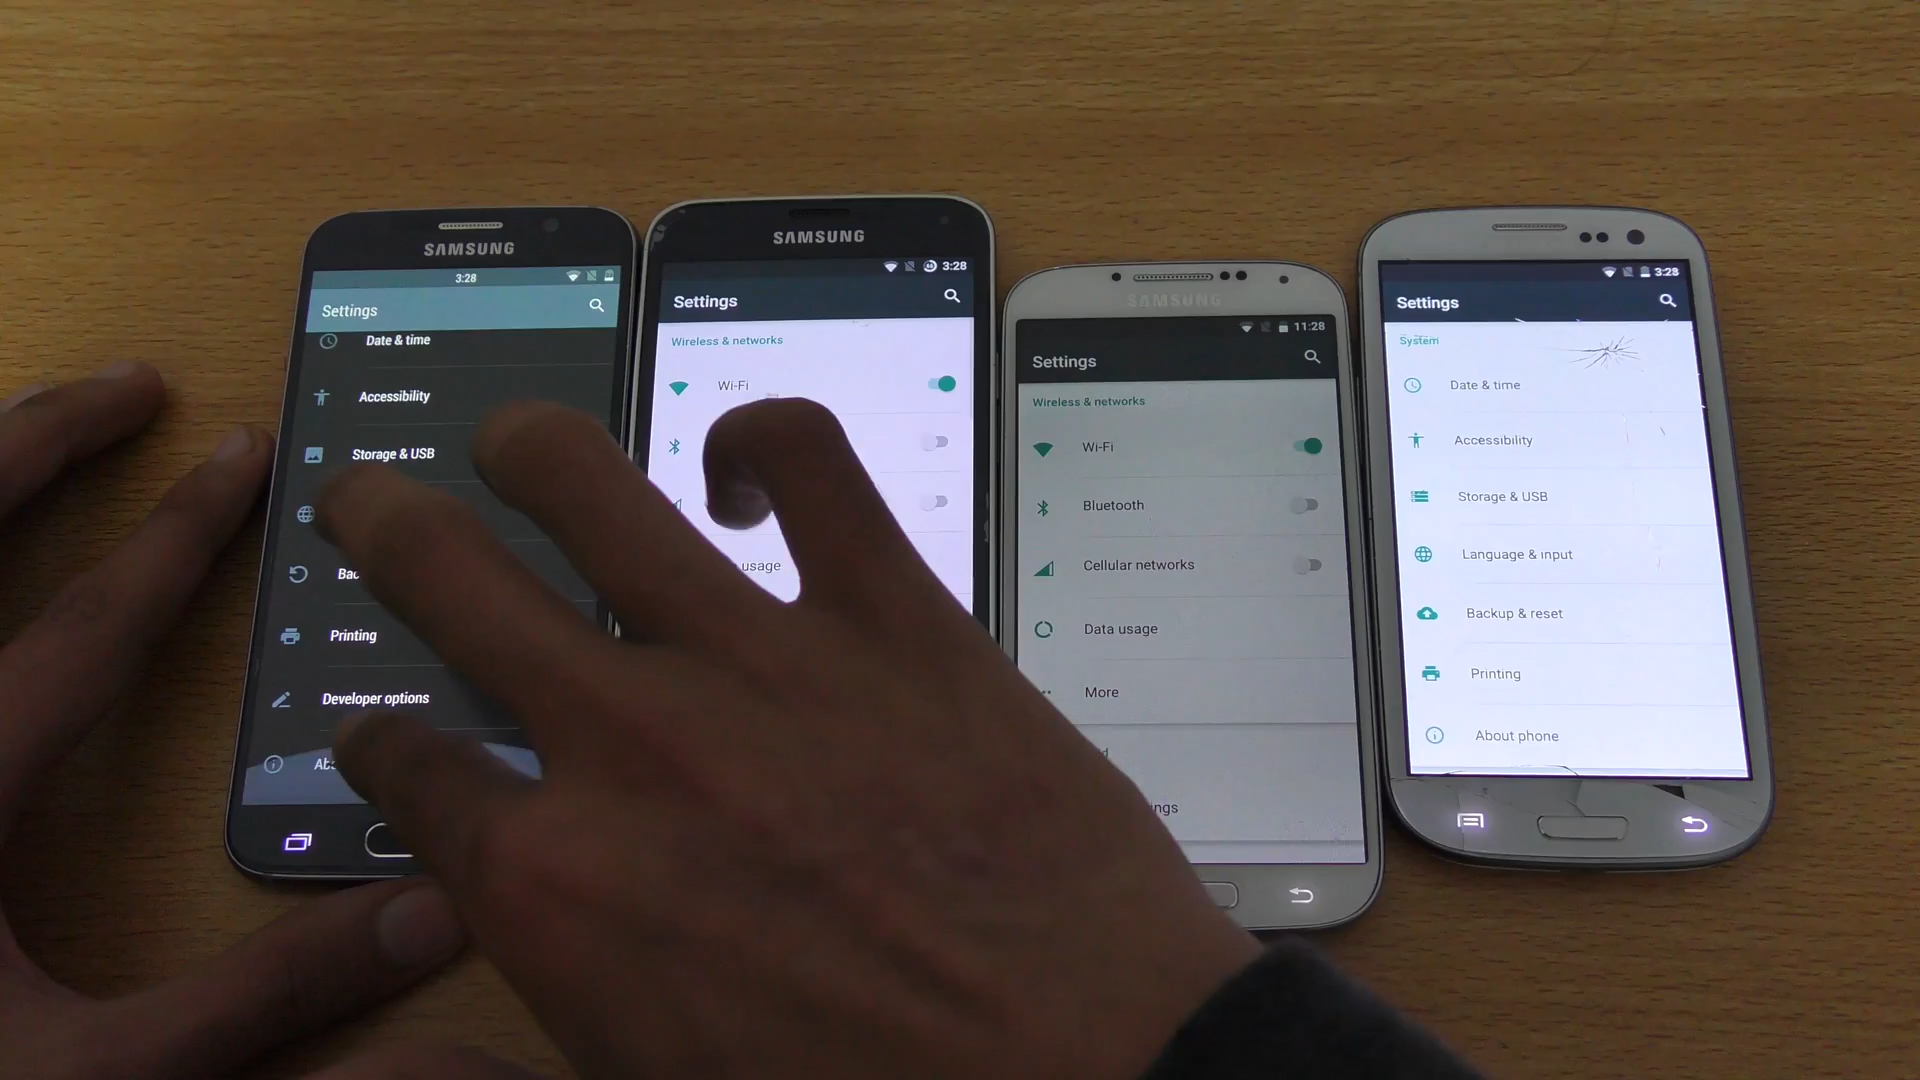 SAMSUNG
3:28
Settings
Date & time
Accessibility
Storage & USB
Printing
Developer options
SAMSUNG
3:28
Settings
Wireless & networks
Wi-Fi
usage
SAMSUNG
11:28
Settings
Wireless & networks
Wi-Fi
Bluetooth
Cellular networks
Data usage
More
3:28
Settings
System
Date & time
Accessibility
Storage & USB
Language & input
Backup & reset
Printing
About phone